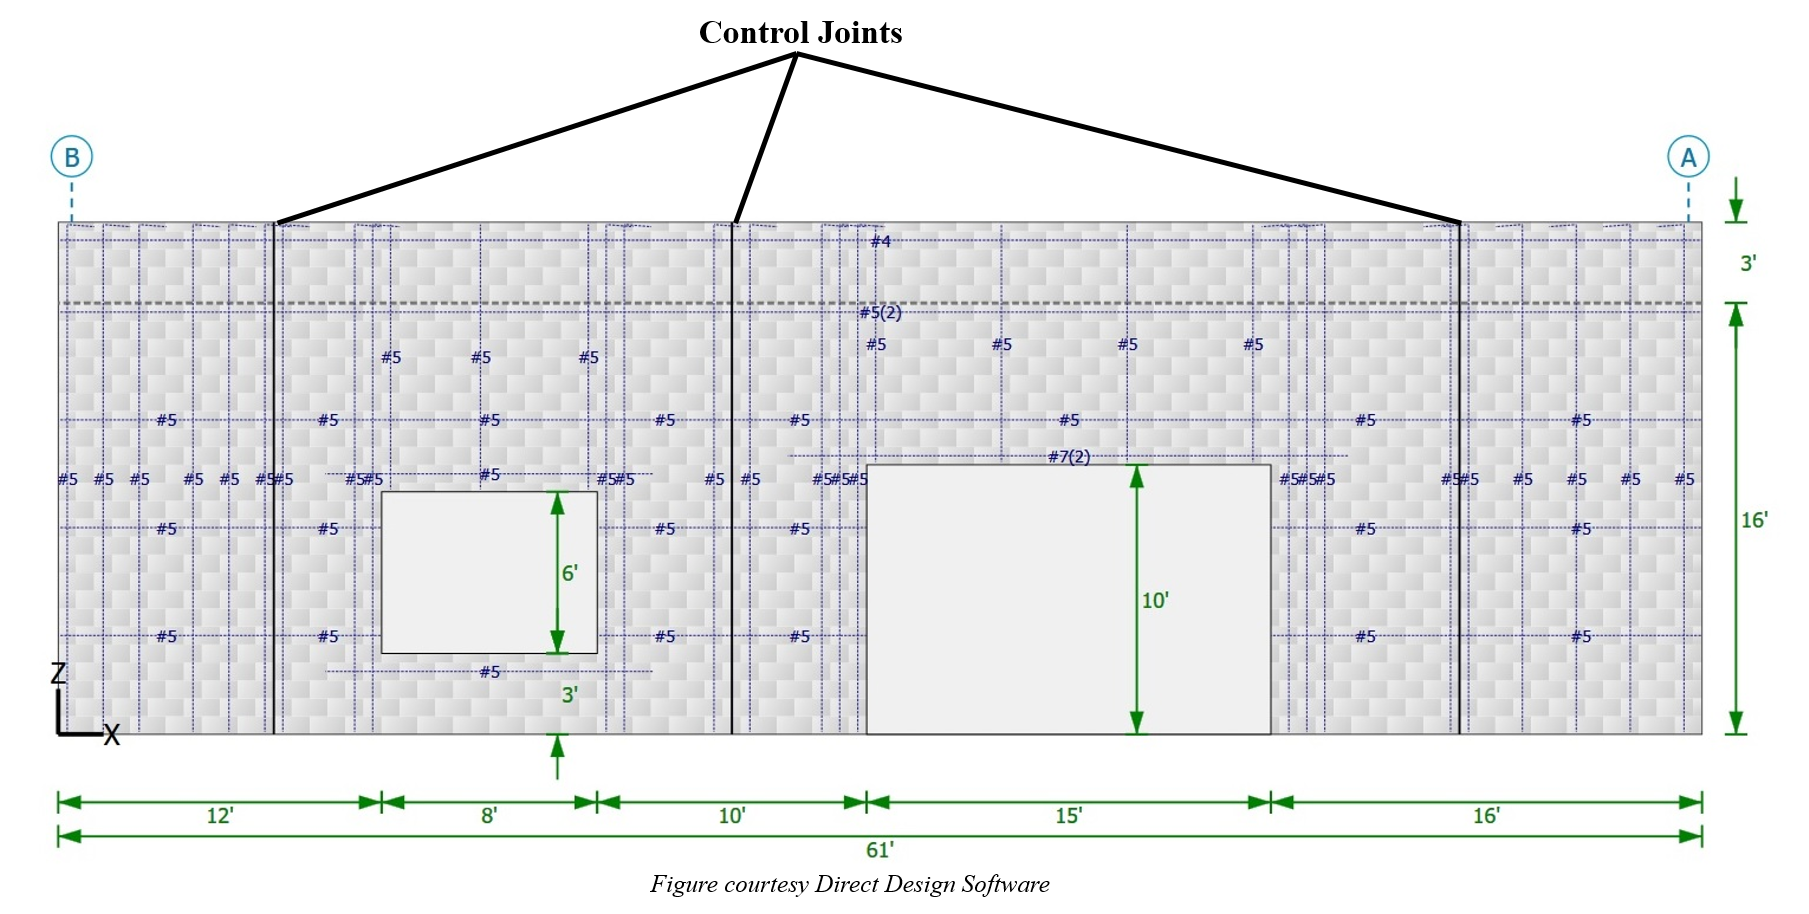 Control Joints
B
A
#4
3'
#5(2)
#5 #5 #5 #5
#5 #5 #5
#5 #5 #5 #5 #5 #5 #5 #5
#7(2)
#5
#5 #5 #5 #5 #5 #5 #5 #5 #5 #5 #5 #5 #5 #5 #5 #5 #5 #5 #5 #5 #5 #5 #5 #5 #5 #5
16'
#5 #5 #5 #5 #5 #5
6'
10'
#5 #5 #5 #5 #5 #5
#5
Z
3'
X
12' 8' 10' 15' 16'
61'
Figure courtesy Direct Design Software